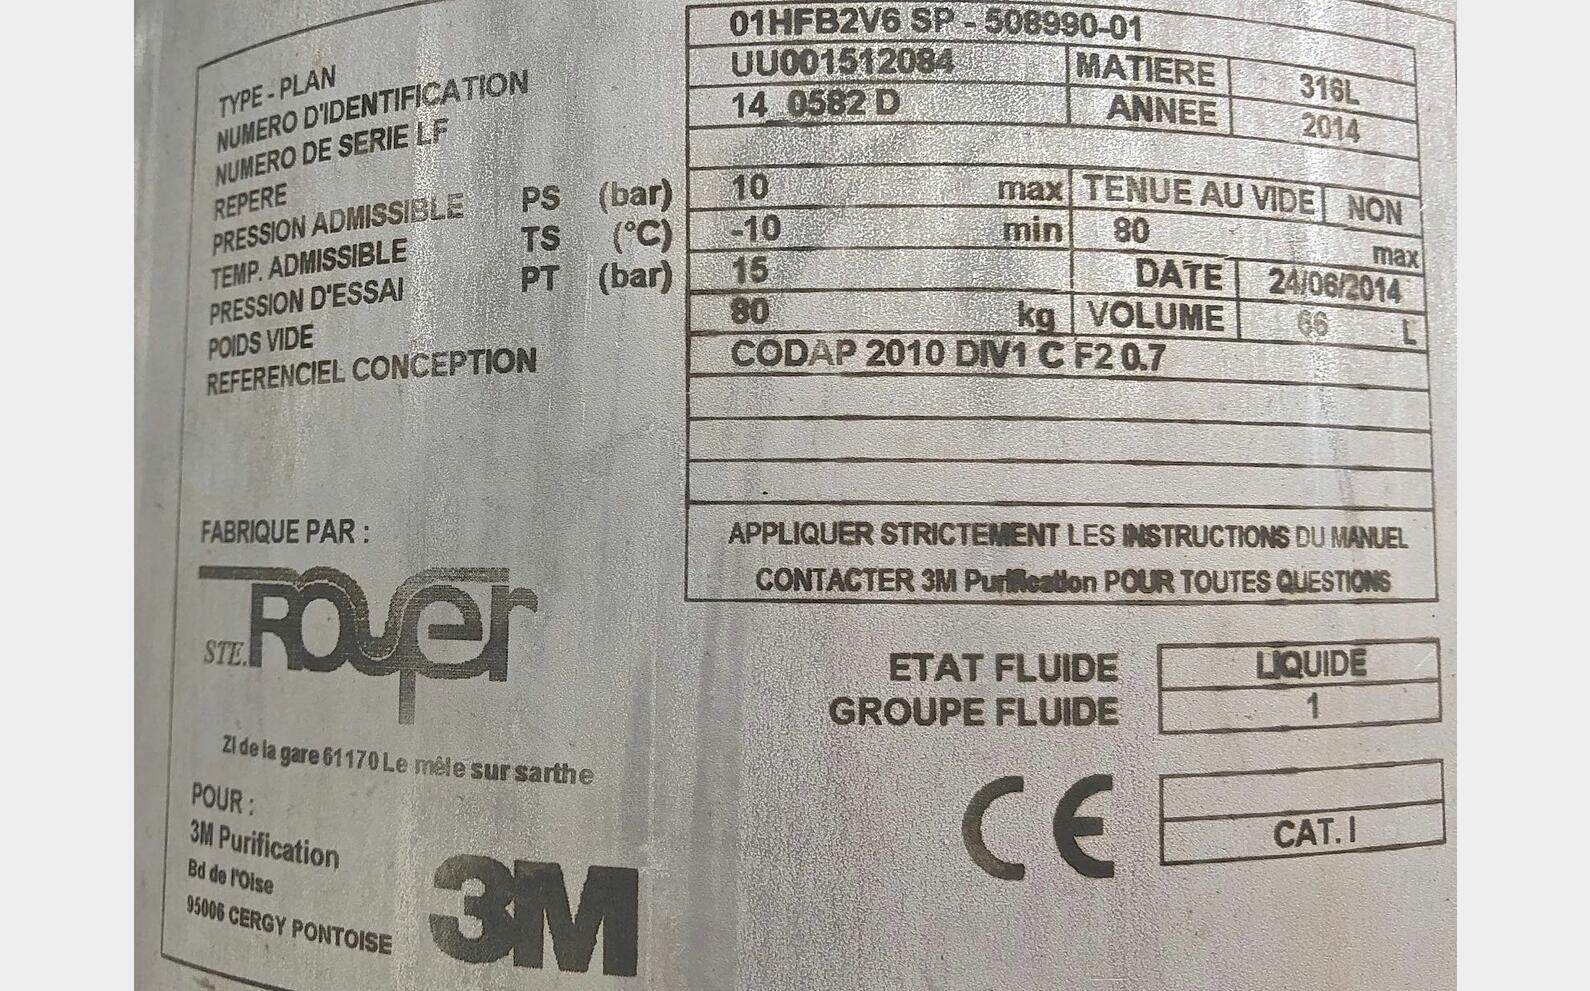 TYPE - PLAN 01HFB2V6 SP - 508990-01
NUMERO D'IDENTIFICATION UU001512084 MATIERE 316L
NUMERO DE SERIE LF 14_0582 D ANNEE 2014
REPERE
PRESSION ADMISSIBLE PS (bar) 10 max TENUE AU VIDE NON
TEMP. ADMISSIBLE TS (°C) -10 min 80 max
PRESSION D'ESSAI PT (bar) 15 DATE 24/06/2014
POIDS VIDE 80 kg VOLUME 66 L
REFERENCIEL CONCEPTION CODAP 2010 DIV1 C F2 0.7
APPLIQUER STRICTEMENT LES INSTRUCTIONS DU MANUEL
CONTACTER 3M Purification POUR TOUTES QUESTIONS
FABRIQUE PAR :
STE. Royer
ZI de la gare 61170 Le mêle sur sarthe
POUR :
3M Purification
Bd de l'Oise
95006 CERGY PONTOISE
3M
ETAT FLUIDE LIQUIDE
GROUPE FLUIDE 1
CE
CAT. I